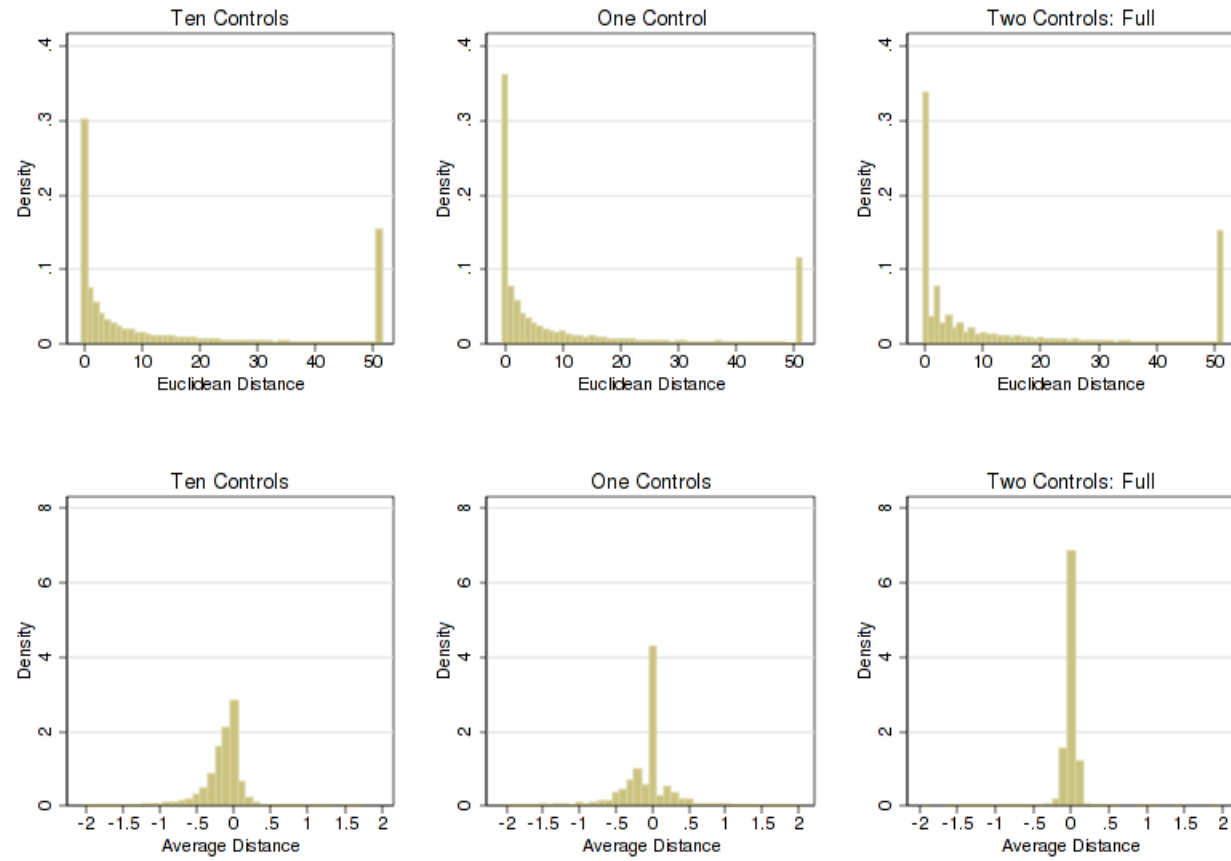 Ten Controls
One Control
Two Controls: Full
.4
.3
.2
.1
0
Density
0 10 20 30 40 50
Euclidean Distance
.4
.3
.2
.1
0
Density
0 10 20 30 40 50
Euclidean Distance
.4
.3
.2
.1
0
Density
0 10 20 30 40 50
Euclidean Distance
Ten Controls
One Controls
Two Controls: Full
8
6
4
2
0
Density
-2 -1.5 -1 -.5 0 .5 1 1.5 2
Average Distance
8
6
4
2
0
Density
-2 -1.5 -1 -.5 0 .5 1 1.5 2
Average Distance
8
6
4
2
0
Density
-2 -1.5 -1 -.5 0 .5 1 1.5 2
Average Distance